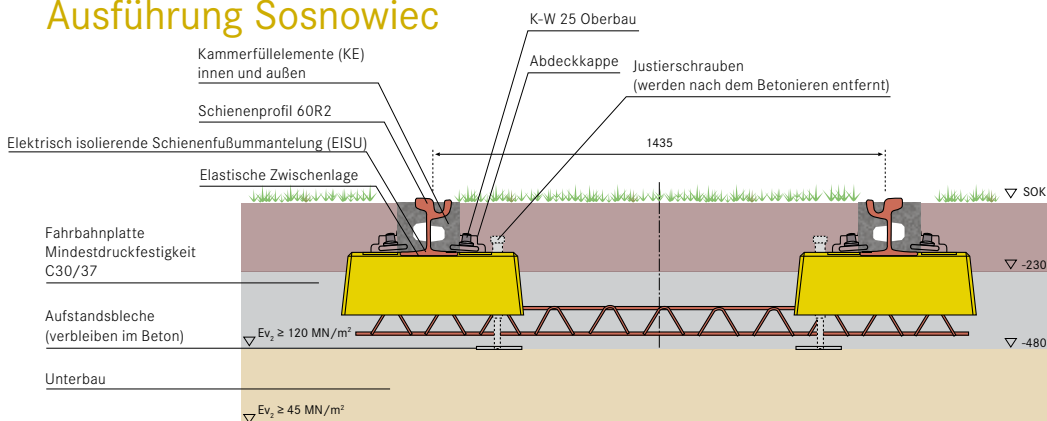 Ausführung Sosnowiec
K-W 25 Oberbau
Kammerfüllelemente (KE)
innen und außen
Abdeckkappe
Justierschrauben
(werden nach dem Betonieren entfernt)
Schienenprofil 60R2
Elektrisch isolierende Schienenfußummantelung (EISU)
1435
Elastische Zwischenlage
SOK
Fahrbahnplatte
Mindestdruckfestigkeit
C30/37
-230
Aufstandsbleche
(verbleiben im Beton)
Ev₂ ≥ 120 MN/m²
-480
Unterbau
Ev₂ ≥ 45 MN/m²